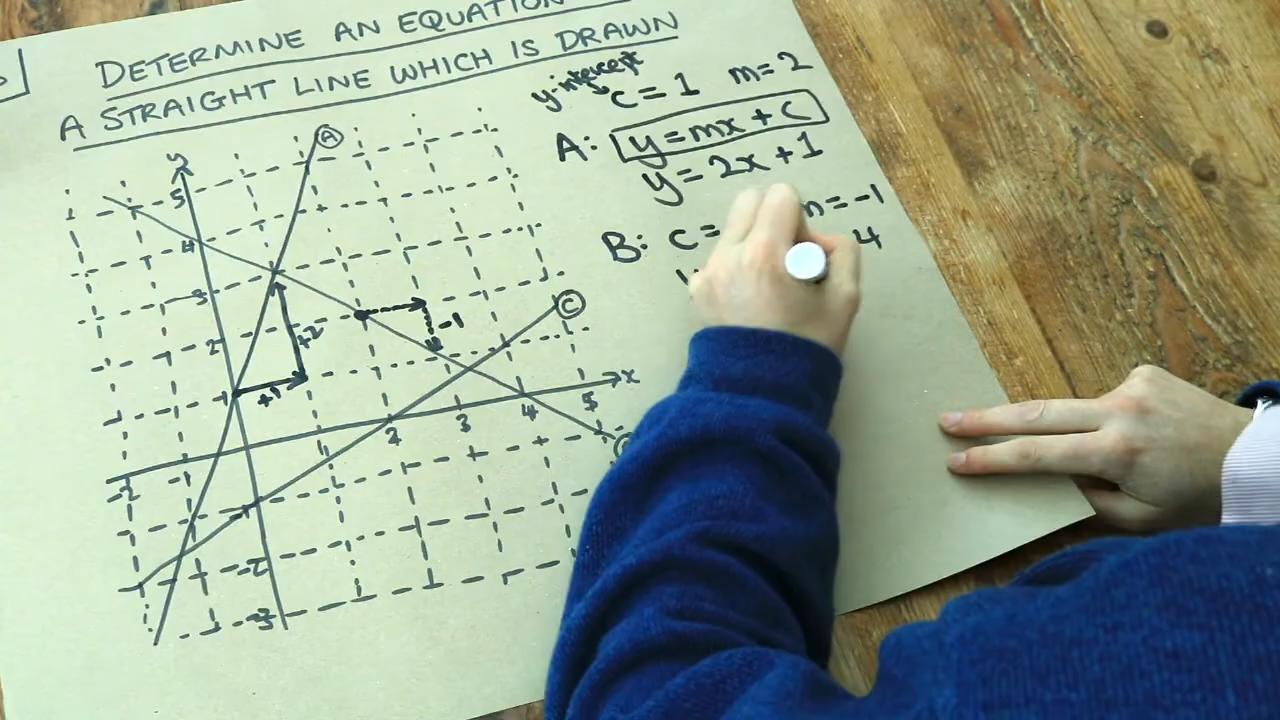 DETERMINE AN EQUATION
A STRAIGHT LINE WHICH IS DRAWN
y-intercept
c = 1 m = 2
A: y = mx + c
y = 2x + 1
B: c = = -1
4
A
y
5
4
3
2
1
+2
+1
-1
C
x
-2 -1 2 3 4 5
-2
-3